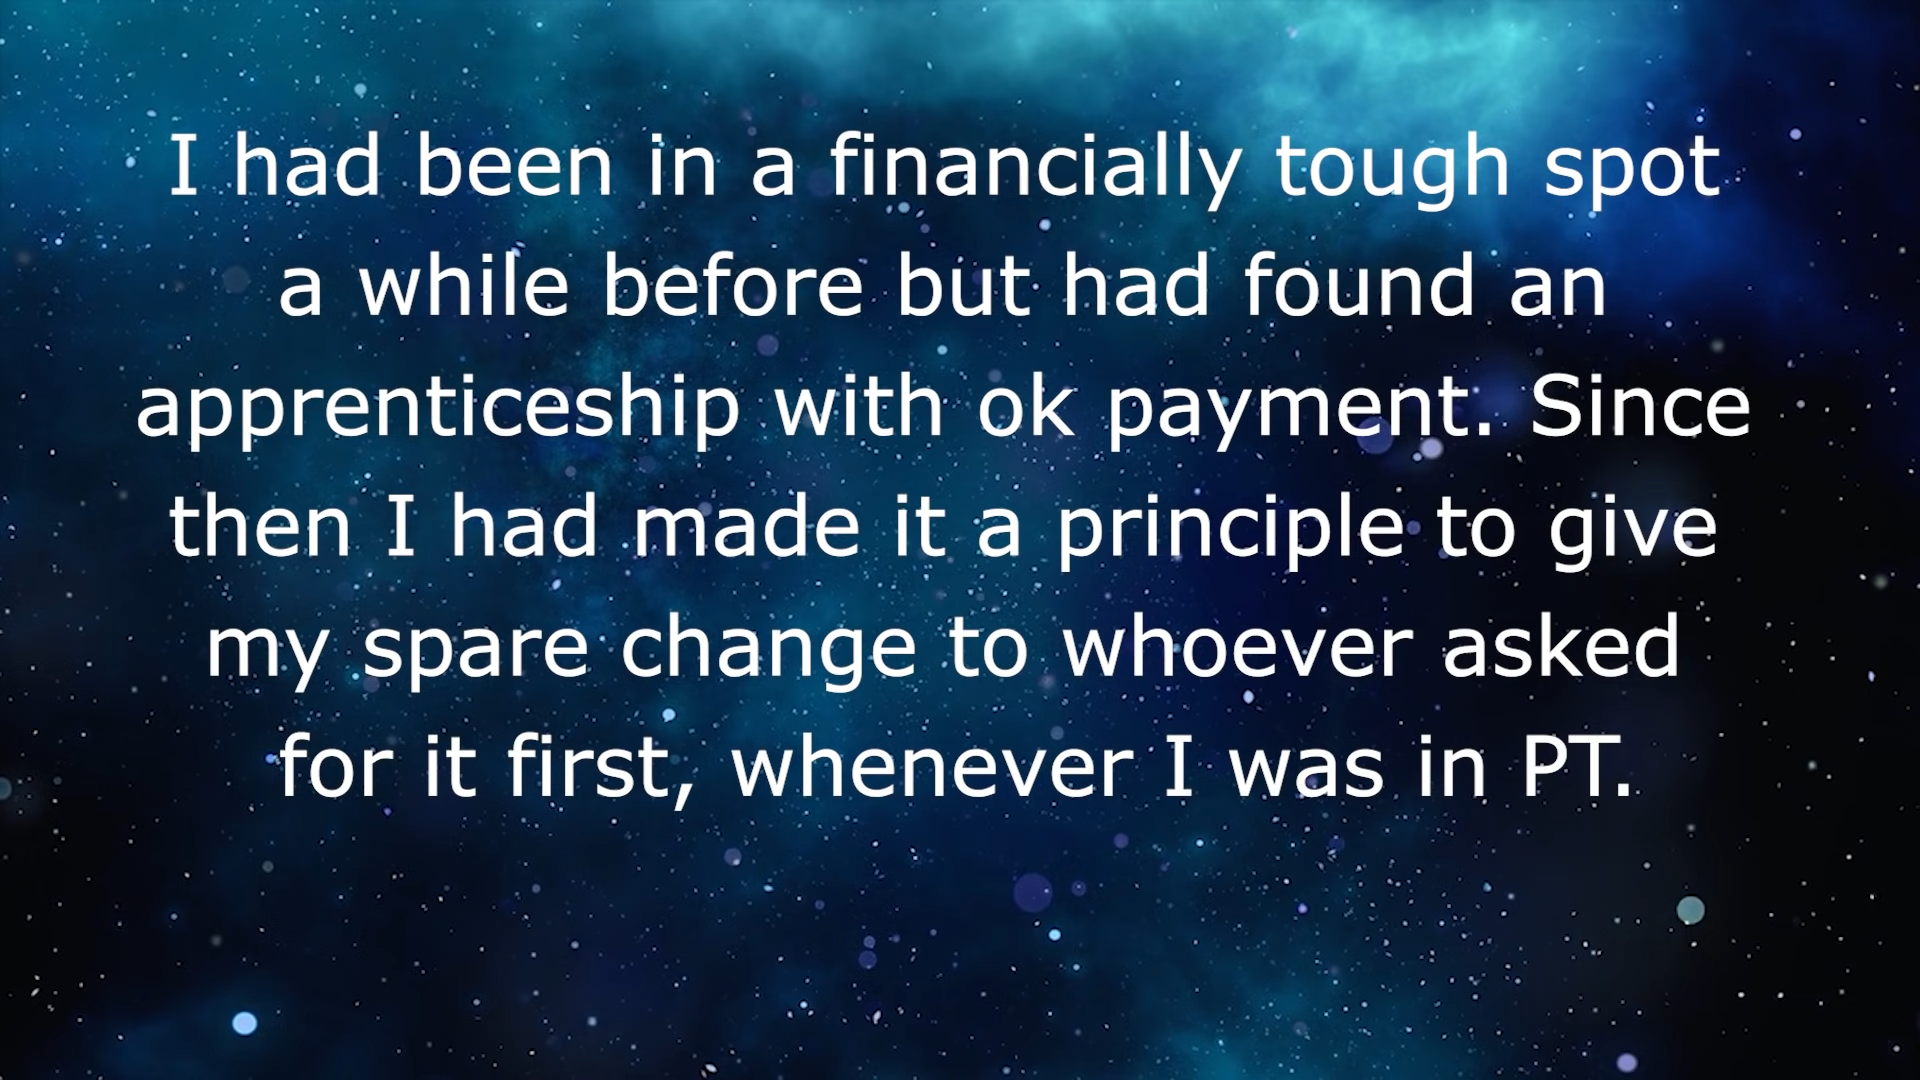 I had been in a financially tough spot
a while before but had found an
apprenticeship with ok payment. Since
then I had made it a principle to give
my spare change to whoever asked
for it first, whenever I was in PT.